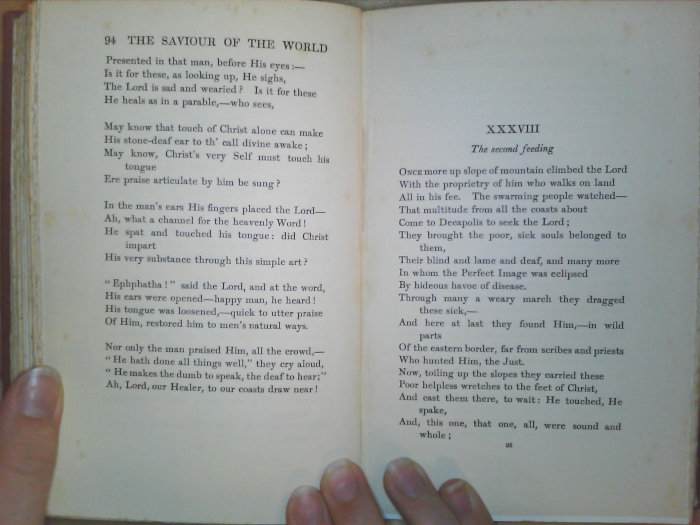 94 THE SAVIOUR OF THE WORLD
Presented in that man, before His eyes:—
Is it for these, as looking up, He sighs,
The Lord is sad and wearied? Is it for these
He heals as in a parable,—who sees,
May know that touch of Christ alone can make
His stone-deaf ear to th' call divine awake;
May know, Christ's very Self must touch his
tongue
Ere praise articulate by him be sung?
In the man's ears His fingers placed the Lord—
Ah, what a channel for the heavenly Word!
He spat and touched his tongue: did Christ
impart
His very substance through this simple art?
"Ephphatha!" said the Lord, and at the word,
His ears were opened—happy man, he heard!
His tongue was loosened,—quick to utter praise
Of Him, restored him to men's natural ways.
Nor only the man praised Him, all the crowd,—
"He hath done all things well," they cry aloud,
"He makes the dumb to speak, the deaf to hear;"
Ah, Lord, our Healer, to our coasts draw near!
XXXVIII
The second feeding
ONCE more up slope of mountain climbed the Lord
With the proprietry of him who walks on land
All in his fee. The swarming people watched—
That multitude from all the coasts about
Come to Decapolis to seek the Lord;
They brought the poor, sick souls belonged to
them,
Their blind and lame and deaf, and many more
In whom the Perfect Image was eclipsed
By hideous havoc of disease.
Through many a weary march they dragged
these sick,—
And here at last they found Him,—in wild
parts
Of the eastern border, far from scribes and priests
Who hunted Him, the Just.
Now, toiling up the slopes they carried these
Poor helpless wretches to the feet of Christ,
And cast them there, to wait: He touched, He
spake,
And, this one, that one, all, were sound and
whole;
95